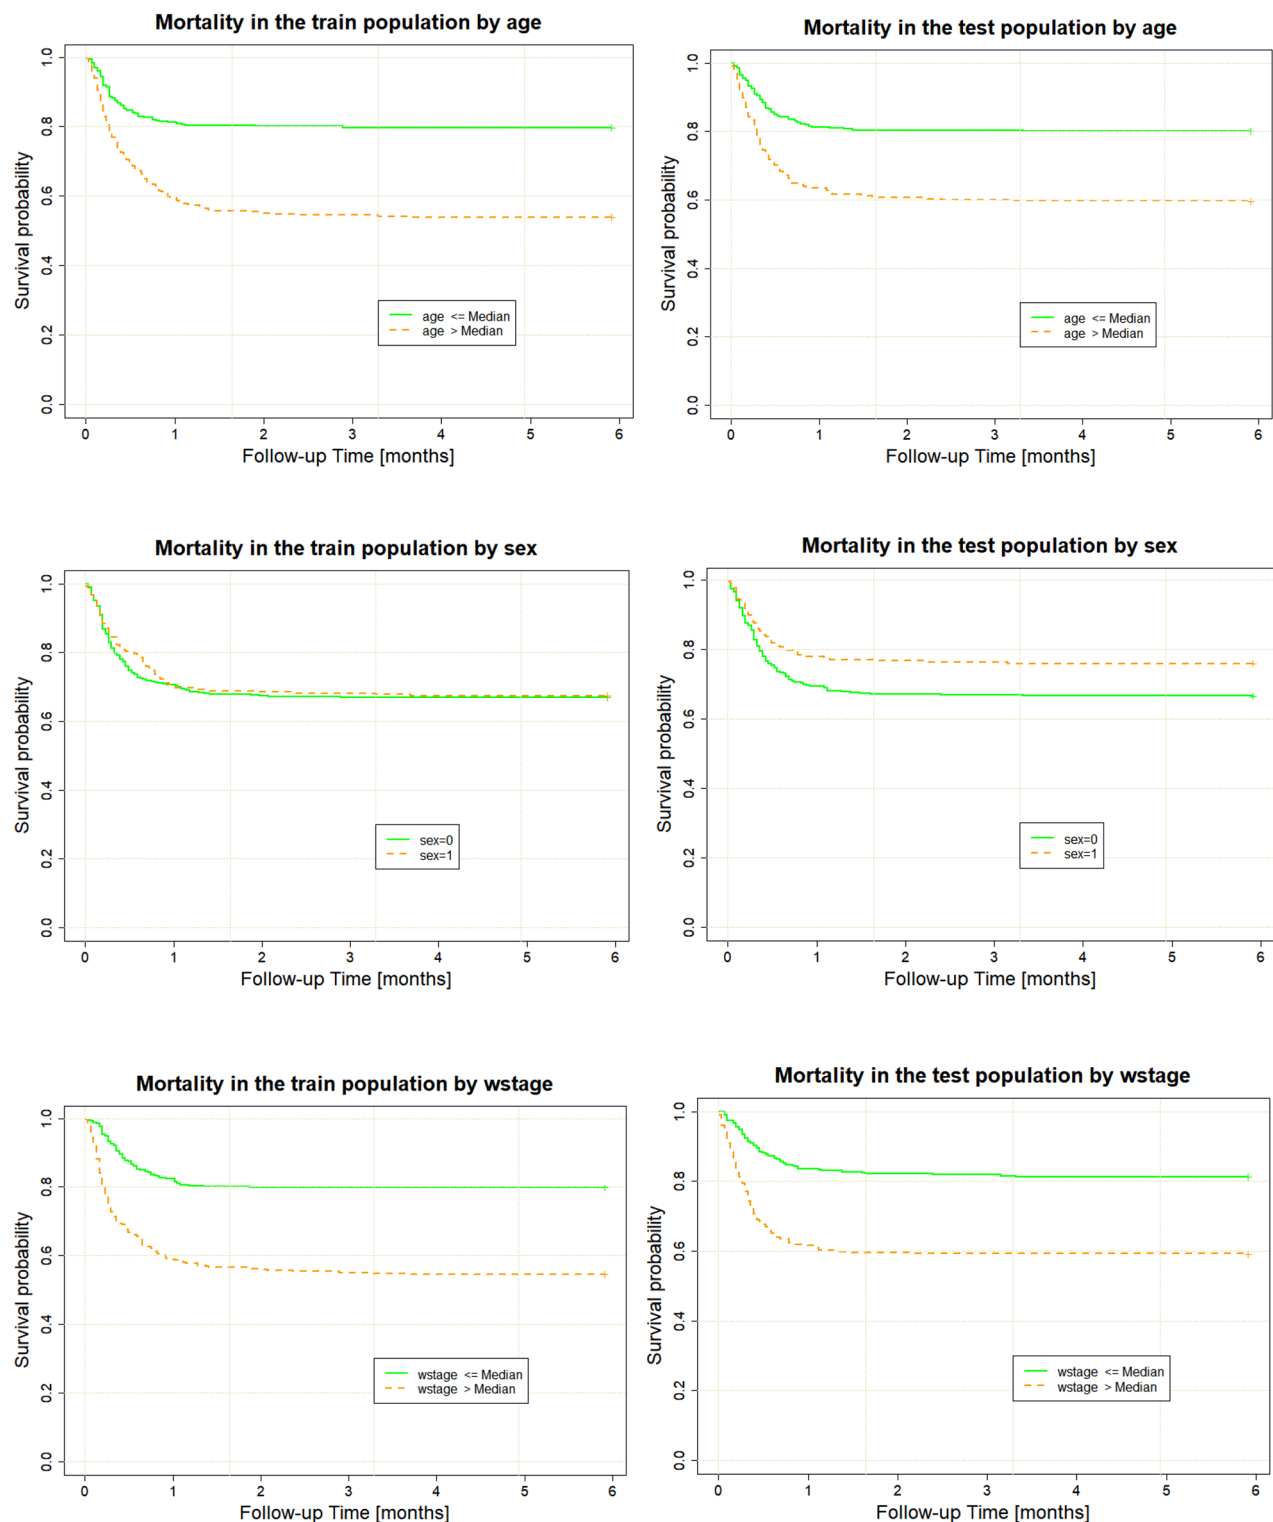 Mortality in the train population by age
Survival probability
1.0
0.8
0.6
0.4
0.2
0.0
age <= Median
age > Median
0 1 2 3 4 5 6
Follow-up Time [months]
Mortality in the test population by age
Survival probability
1.0
0.8
0.6
0.4
0.2
0.0
age <= Median
age > Median
0 1 2 3 4 5 6
Follow-up Time [months]
Mortality in the train population by sex
Survival probability
1.0
0.8
0.6
0.4
0.2
0.0
sex=0
sex=1
0 1 2 3 4 5 6
Follow-up Time [months]
Mortality in the test population by sex
Survival probability
1.0
0.8
0.6
0.4
0.2
0.0
sex=0
sex=1
0 1 2 3 4 5 6
Follow-up Time [months]
Mortality in the train population by wstage
Survival probability
1.0
0.8
0.6
0.4
0.2
0.0
wstage <= Median
wstage > Median
0 1 2 3 4 5 6
Follow-up Time [months]
Mortality in the test population by wstage
Survival probability
1.0
0.8
0.6
0.4
0.2
0.0
wstage <= Median
wstage > Median
0 1 2 3 4 5 6
Follow-up Time [months]